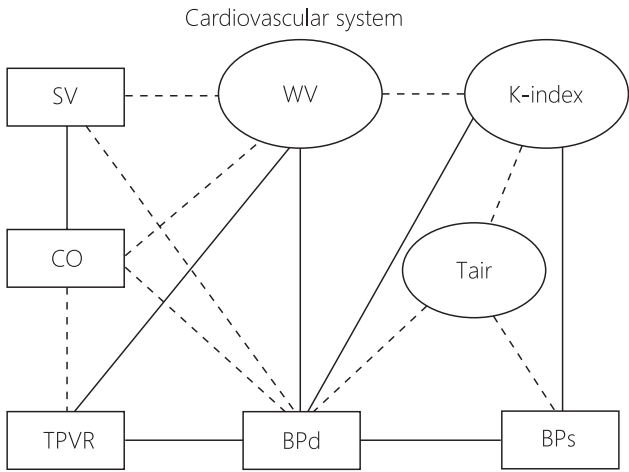 Cardiovascular system
SV
WV
K-index
CO
Tair
TPVR
BPd
BPs